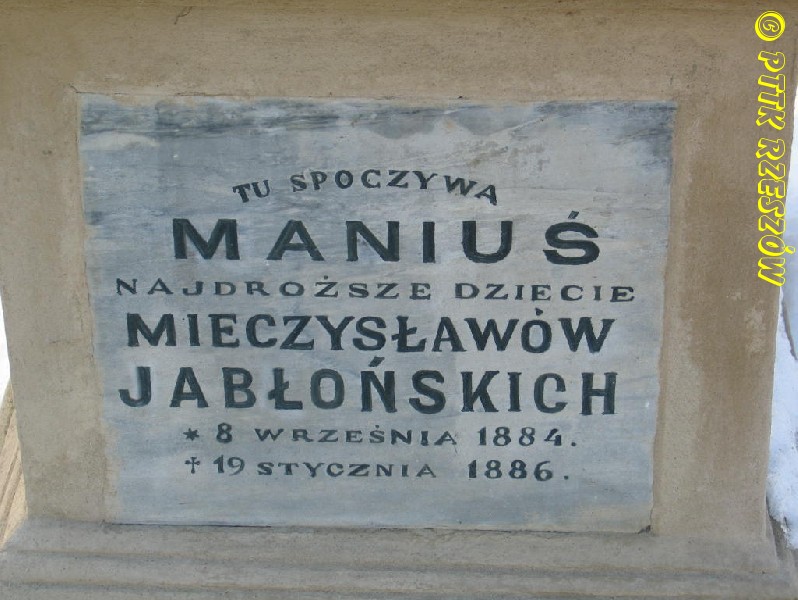 TU SPOCZYWA
MANIUŚ
NAJDROŻSZE DZIECIE
MIECZYSŁAWÓW
JABŁOŃSKICH
* 8 WRZEŚNIA 1884.
† 19 STYCZNIA 1886.
© PTTK RZESZÓW